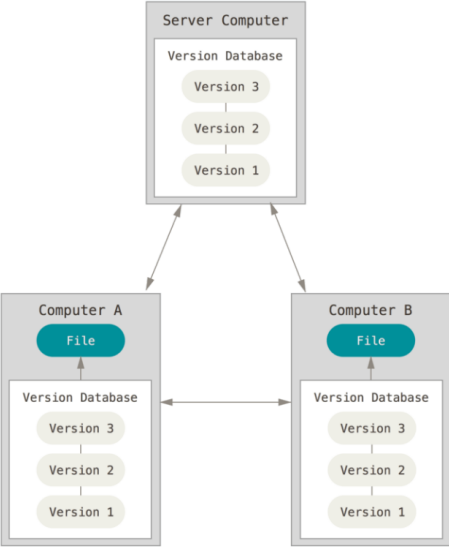 Server Computer
Version Database
Version 3
Version 2
Version 1
Computer A
File
Version Database
Version 3
Version 2
Version 1
Computer B
File
Version Database
Version 3
Version 2
Version 1